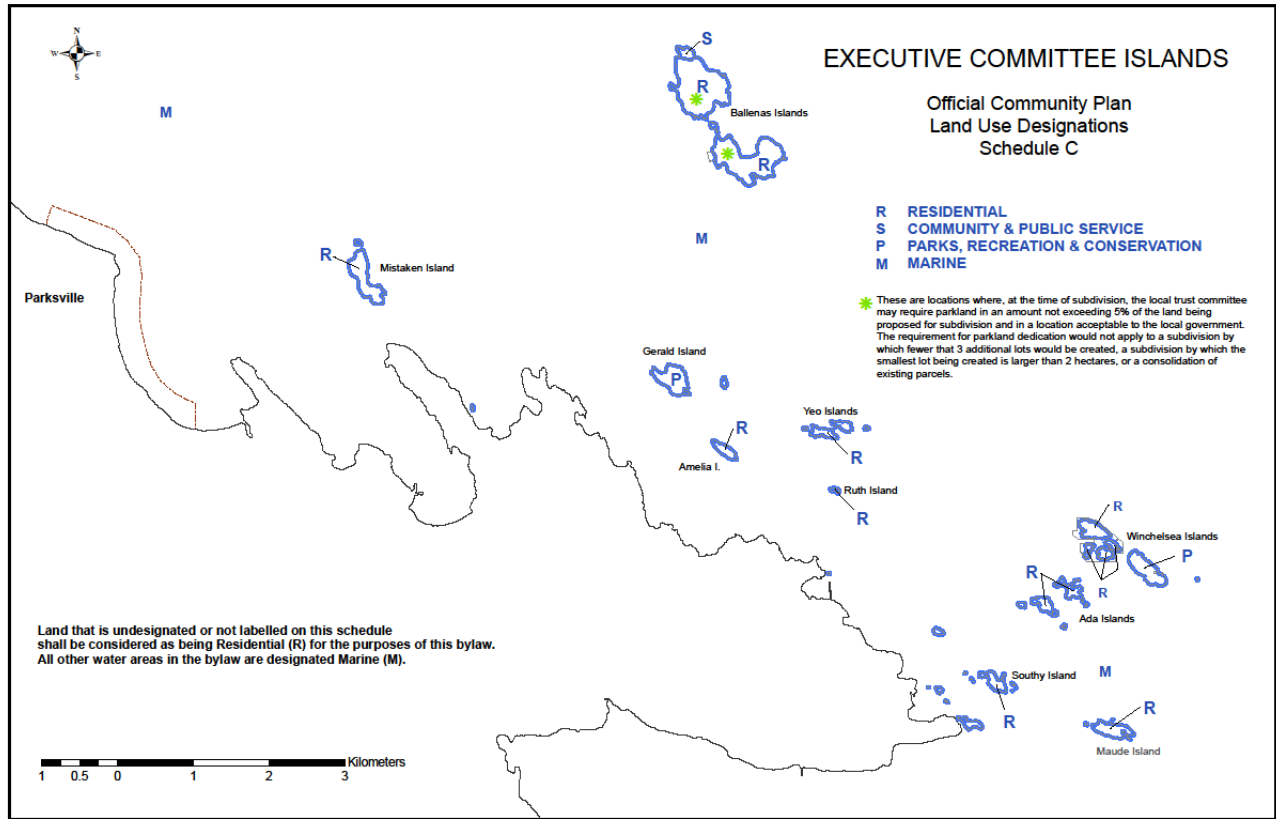 N
W E
S
EXECUTIVE COMMITTEE ISLANDS
Official Community Plan
Land Use Designations
Schedule C
R RESIDENTIAL
S COMMUNITY & PUBLIC SERVICE
P PARKS, RECREATION & CONSERVATION
M MARINE
These are locations where, at the time of subdivision, the local trust committee
may require parkland in an amount not exceeding 5% of the land being
proposed for subdivision and in a location acceptable to the local government.
The requirement for parkland dedication would not apply to a subdivision by
which fewer that 3 additional lots would be created, a subdivision by which the
smallest lot being created is larger than 2 hectares, or a consolidation of
existing parcels.
S
R
Ballenas Islands
R
M
M
R
Mistaken Island
Parksville
Gerald Island
P
R
Amelia I.
Yeo Islands
R
Ruth Island
R
R
Winchelsea Islands
P
R
R
Ada Islands
M
Southy Island
R
R
Maude Island
Land that is undesignated or not labelled on this schedule
shall be considered as being Residential (R) for the purposes of this bylaw.
All other water areas in the bylaw are designated Marine (M).
Kilometers
1 0.5 0 1 2 3